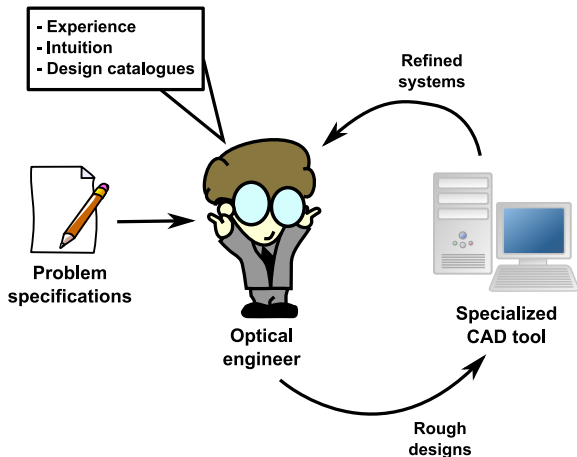 - Experience
- Intuition
- Design catalogues
Refined
systems
Problem
specifications
Optical
engineer
Specialized
CAD tool
Rough
designs